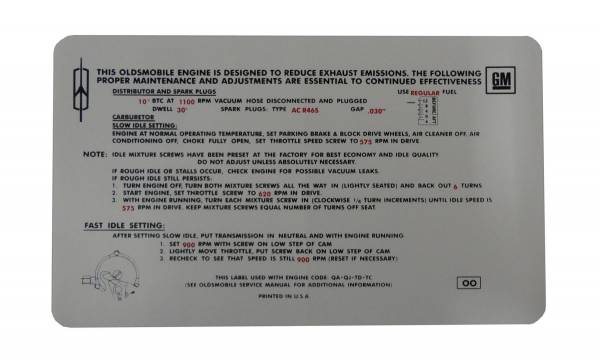 THIS OLDSMOBILE ENGINE IS DESIGNED TO REDUCE EXHAUST EMISSIONS. THE FOLLOWING
PROPER MAINTENANCE AND ADJUSTMENTS ARE ESSENTIAL TO CONTINUED EFFECTIVENESS
GM
DISTRIBUTOR AND SPARK PLUGS
USE REGULAR FUEL
10° BTC AT 1100 RPM VACUUM HOSE DISCONNECTED AND PLUGGED
DWELL 30° SPARK PLUGS: TYPE AC R46S GAP .030"
CARBURETOR
SLOW IDLE SETTING:
ENGINE AT NORMAL OPERATING TEMPERATURE, SET PARKING BRAKE & BLOCK DRIVE WHEELS, AIR CLEANER OFF, AIR
CONDITIONING OFF, CHOKE FULLY OPEN, SET THROTTLE SPEED SCREW TO 575 RPM IN DRIVE.
NOTE: IDLE MIXTURE SCREWS HAVE BEEN PRESET AT THE FACTORY FOR BEST ECONOMY AND IDLE QUALITY
DO NOT ADJUST UNLESS ABSOLUTELY NECESSARY.
IF ROUGH IDLE OR STALLS OCCUR, CHECK ENGINE FOR POSSIBLE VACUUM LEAKS.
IF ROUGH IDLE STILL PERSISTS:
1. TURN ENGINE OFF, TURN BOTH MIXTURE SCREWS ALL THE WAY IN (LIGHTLY SEATED) AND BACK OUT 6 TURNS
2. START ENGINE, SET THROTTLE SCREW TO 620 RPM IN DRIVE.
3. WITH ENGINE RUNNING, TURN EACH MIXTURE SCREW IN (CLOCKWISE 1/6 TURN INCREMENTS) UNTIL IDLE SPEED IS
575 RPM IN DRIVE. KEEP MIXTURE SCREWS EQUAL NUMBER OF TURNS OFF SEAT.
FAST IDLE SETTING:
AFTER SETTING SLOW IDLE, PUT TRANSMISSION IN NEUTRAL AND WITH ENGINE RUNNING
1. SET 900 RPM WITH SCREW ON LOW STEP OF CAM
2. LIGHTLY MOVE THROTTLE, PUT SCREW BACK ON LOW STEP OF CAM
3. RECHECK TO SEE THAT SPEED IS STILL 900 RPM (RESET IF NECESSARY)
THIS LABEL USED WITH ENGINE CODE: QA-QJ-TD-TC
(SEE OLDSMOBILE SERVICE MANUAL FOR ADDITIONAL INFORMATION)
OO
PRINTED IN U.S.A